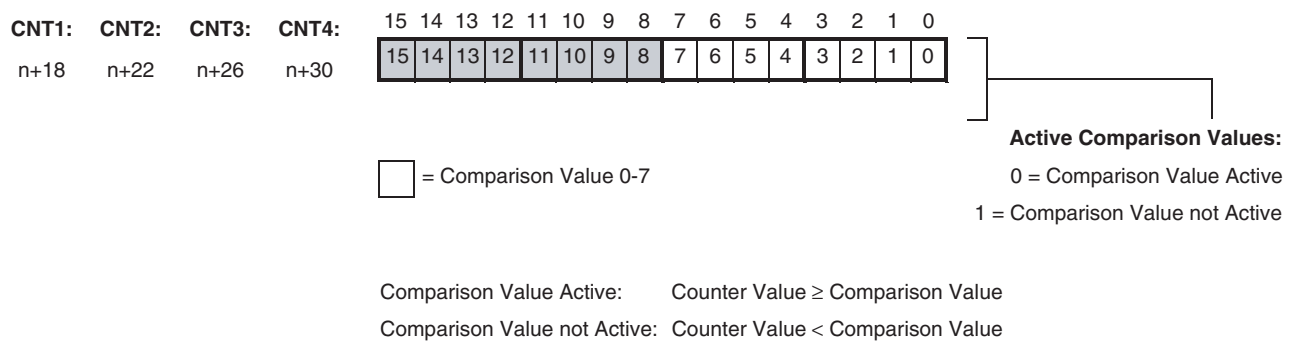 CNT1: CNT2: CNT3: CNT4:
15 14 13 12 11 10 9 8 7 6 5 4 3 2 1 0
n+18 n+22 n+26 n+30
15 14 13 12 11 10 9 8 7 6 5 4 3 2 1 0
Active Comparison Values:
= Comparison Value 0-7
0 = Comparison Value Active
1 = Comparison Value not Active
Comparison Value Active: Counter Value ≥ Comparison Value
Comparison Value not Active: Counter Value < Comparison Value